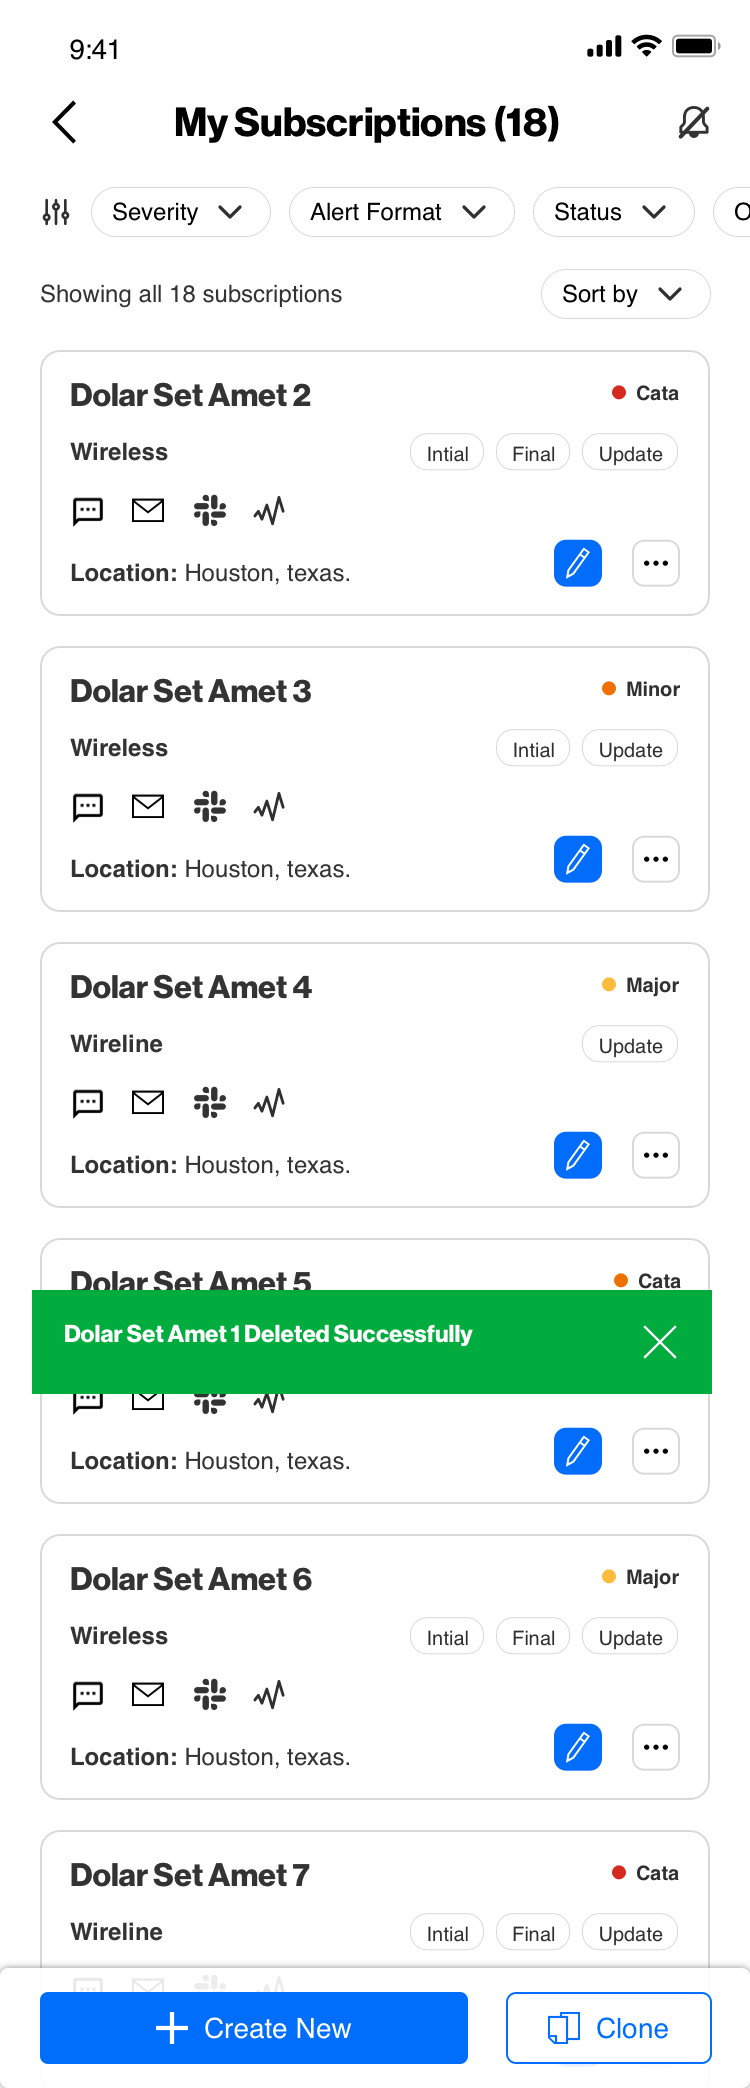 9:41
My Subscriptions (18)
Severity
Alert Format
Status
Showing all 18 subscriptions
Sort by
Dolar Set Amet 2
Cata
Wireless
Intial
Final
Update
Location: Houston, texas.
Dolar Set Amet 3
Minor
Wireless
Intial
Update
Location: Houston, texas.
Dolar Set Amet 4
Major
Wireline
Update
Location: Houston, texas.
Dolar Set Amet 5
Cata
Dolar Set Amet 1 Deleted Successfully
Location: Houston, texas.
Dolar Set Amet 6
Major
Wireless
Intial
Final
Update
Location: Houston, texas.
Dolar Set Amet 7
Cata
Wireline
Intial
Final
Update
Create New
Clone